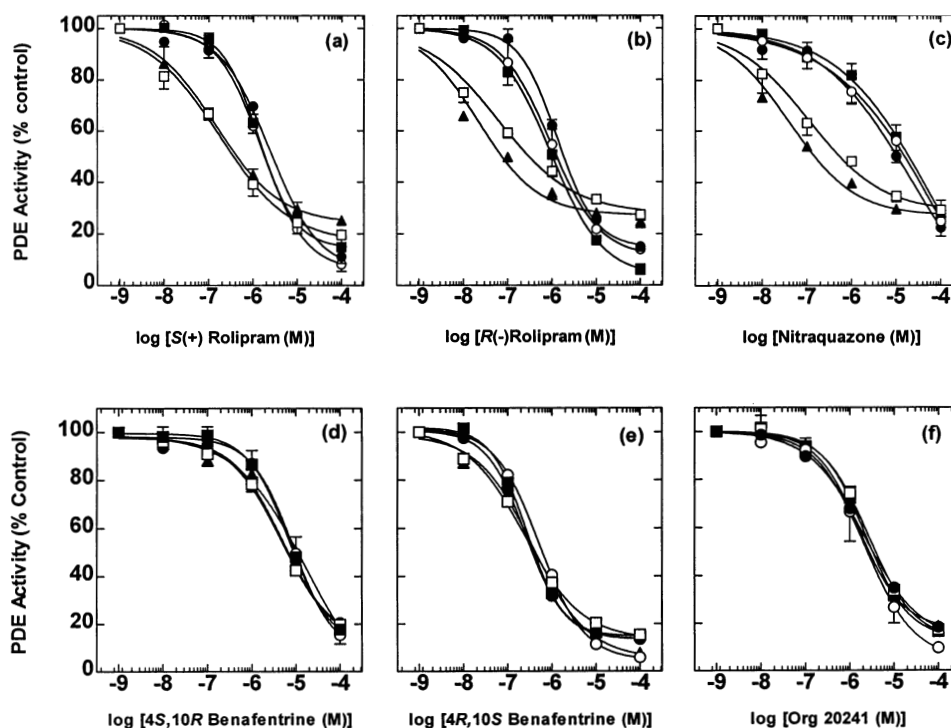 (a) (b) (c)
PDE Activity (% control)
100
80
60
40
20
0
-9 -8 -7 -6 -5 -4 -9 -8 -7 -6 -5 -4 -9 -8 -7 -6 -5 -4
log [S(+) Rolipram (M)] log [R(-)Rolipram (M)] log [Nitraquazone (M)]
(d) (e) (f)
PDE Activity (% Control)
100
80
60
40
20
0
-9 -8 -7 -6 -5 -4 -9 -8 -7 -6 -5 -4 -9 -8 -7 -6 -5 -4
log [4S,10R Benafentrine (M)] log [4R,10S Benafentrine (M)] log [Org 20241 (M)]